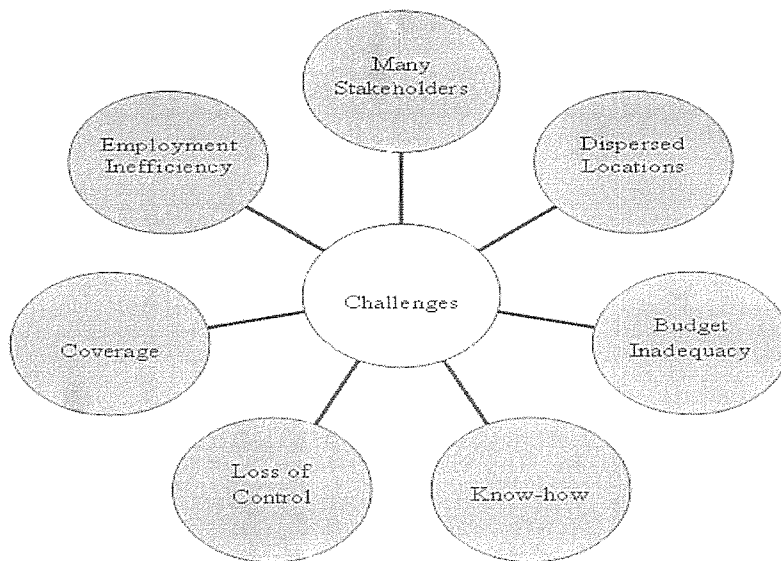 Many
Stakeholders
Employment
Inefficiency
Dispersed
Locations
Challenges
Coverage
Budget
Inadequacy
Loss of
Control
Know-how